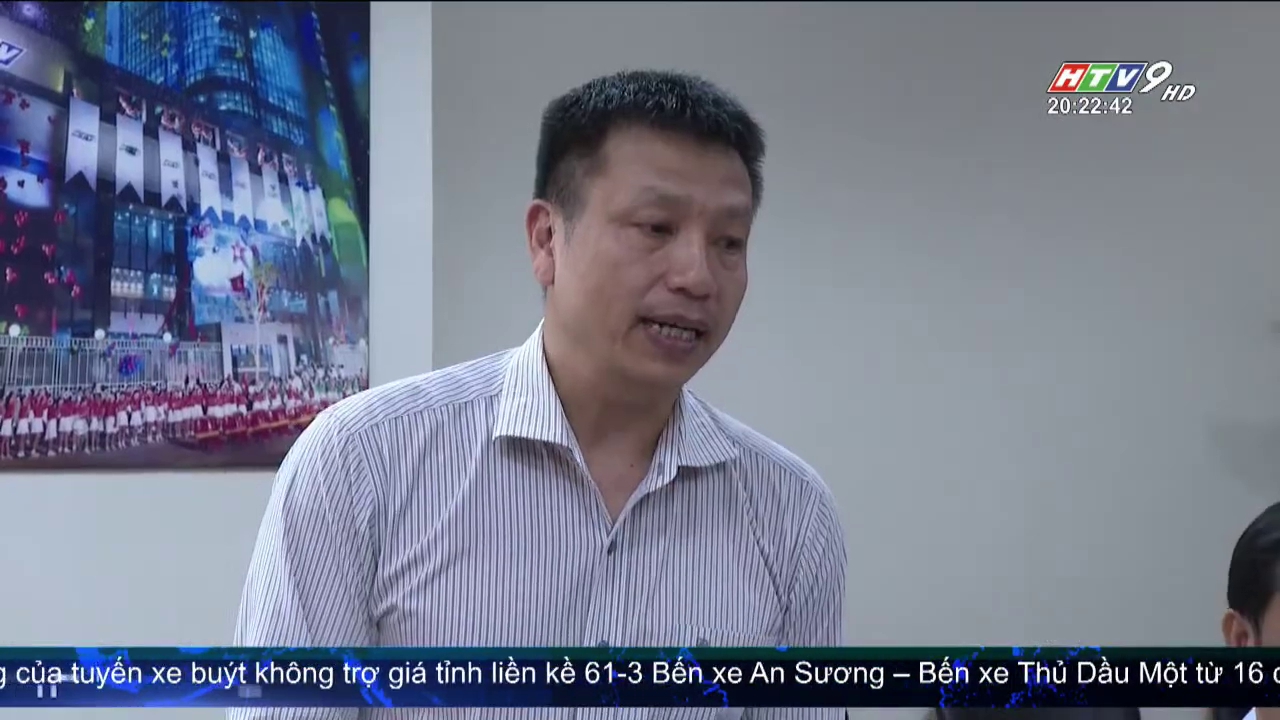 HTV9 HD
20:22:42
của tuyến xe buýt không trợ giá tỉnh liền kề 61-3 Bến xe An Sương – Bến xe Thủ Dầu Một từ 16